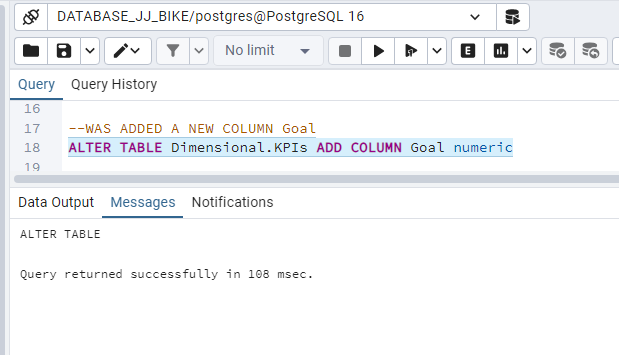 DATABASE_JJ_BIKE/postgres@PostgreSQL 16
No limit
E
Query Query History
16
17 --WAS ADDED A NEW COLUMN Goal
18 ALTER TABLE Dimensional.KPIs ADD COLUMN Goal numeric
19
Data Output Messages Notifications
ALTER TABLE
Query returned successfully in 108 msec.